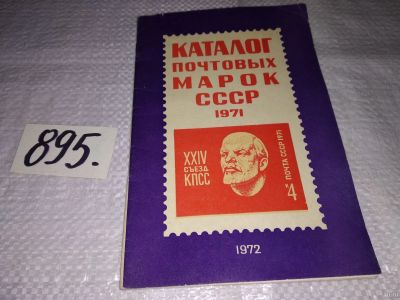 КАТАЛОГ
ПОЧТОВЫХ
МАРОК
СССР
1971
XXIV
СЪЕЗД
КПСС
ПОЧТА СССР 1971
4
1972
895.